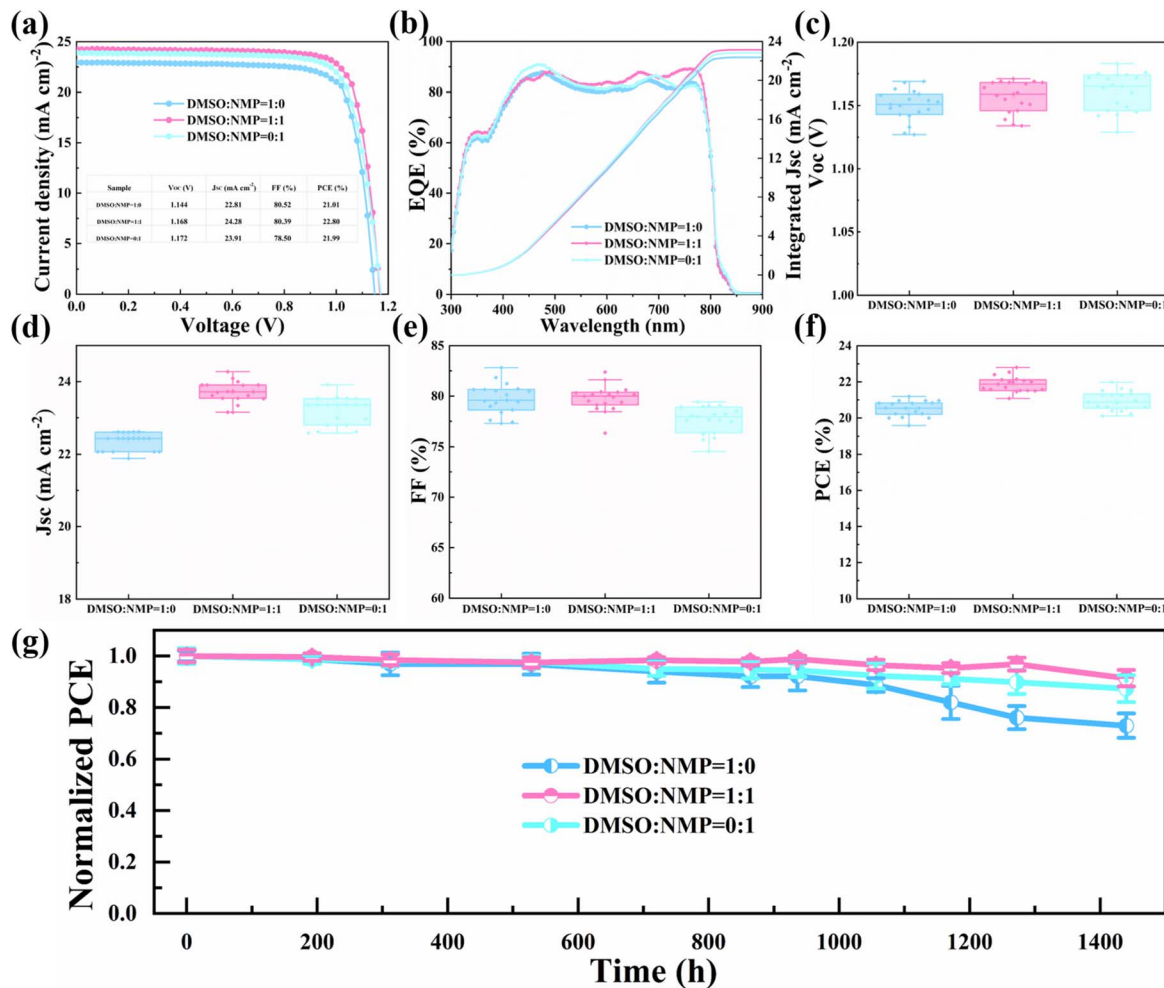 (a)
Current density (mA cm)-2)
25
20
15
10
5
0
DMSO:NMP=1:0
DMSO:NMP=1:1
DMSO:NMP=0:1
Sample Voc (V) Jsc (mA cm-2) FF (%) PCE (%)
DMSO:NMP=1:0 1.144 22.81 80.52 21.01
DMSO:NMP=1:1 1.168 24.28 80.39 22.80
DMSO:NMP=0:1 1.172 23.91 78.50 21.99
0.0 0.2 0.4 0.6 0.8 1.0 1.2
Voltage (V)
(b)
EQE (%)
100
80
60
40
20
0
DMSO:NMP=1:0
DMSO:NMP=1:1
DMSO:NMP=0:1
300 400 500 600 700 800 900
Wavelength (nm)
24
20
16
12
8
4
0
Integrated Jsc (mA cm-2)
(c)
Voc (V)
1.20
1.15
1.10
1.05
1.00
DMSO:NMP=1:0 DMSO:NMP=1:1 DMSO:NMP=0:1
(d)
Jsc (mA cm-2)
24
22
20
18
DMSO:NMP=1:0 DMSO:NMP=1:1 DMSO:NMP=0:1
(e)
FF (%)
85
80
75
70
65
60
DMSO:NMP=1:0 DMSO:NMP=1:1 DMSO:NMP=0:1
(f)
PCE (%)
24
22
20
18
16
14
12
10
DMSO:NMP=1:0 DMSO:NMP=1:1 DMSO:NMP=0:1
(g)
Normalized PCE
1.0
0.8
0.6
0.4
0.2
0.0
DMSO:NMP=1:0
DMSO:NMP=1:1
DMSO:NMP=0:1
0 200 400 600 800 1000 1200 1400
Time (h)